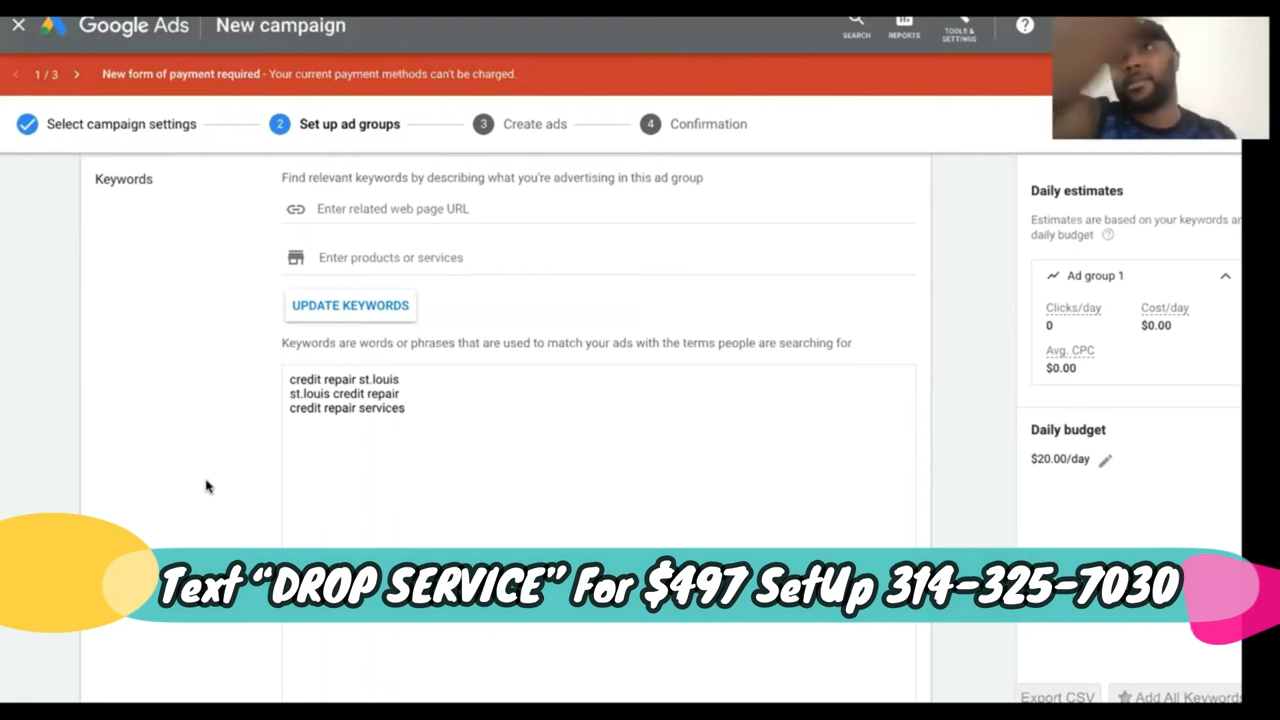 Google Ads
New campaign
SEARCH
REPORTS
TOOLS &
SETTINGS
1 / 3
New form of payment required - Your current payment methods can't be charged.
Select campaign settings
2
Set up ad groups
3
Create ads
4
Confirmation
Keywords
Find relevant keywords by describing what you're advertising in this ad group
Enter related web page URL
Enter products or services
UPDATE KEYWORDS
Keywords are words or phrases that are used to match your ads with the terms people are searching for
credit repair st.louis
st.louis credit repair
credit repair services
Daily estimates
Estimates are based on your keywords
daily budget
Ad group 1
Clicks/day
Cost/day
0
$0.00
Avg. CPC
$0.00
Daily budget
$20.00/day
Text “DROP SERVICE” For $497 SetUp 314-325-7030
Export CSV
Add All Keywords